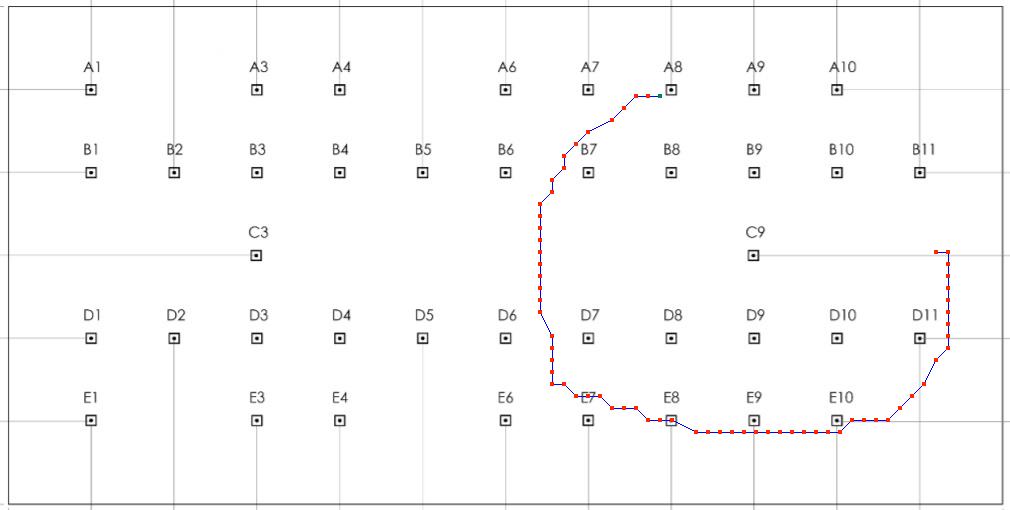 A1 A3 A4 A6 A7 A8 A9 A10
B1 B2 B3 B4 B5 B6 B7 B8 B9 B10 B11
C3 C9
D1 D2 D3 D4 D5 D6 D7 D8 D9 D10 D11
E1 E3 E4 E6 E7 E8 E9 E10